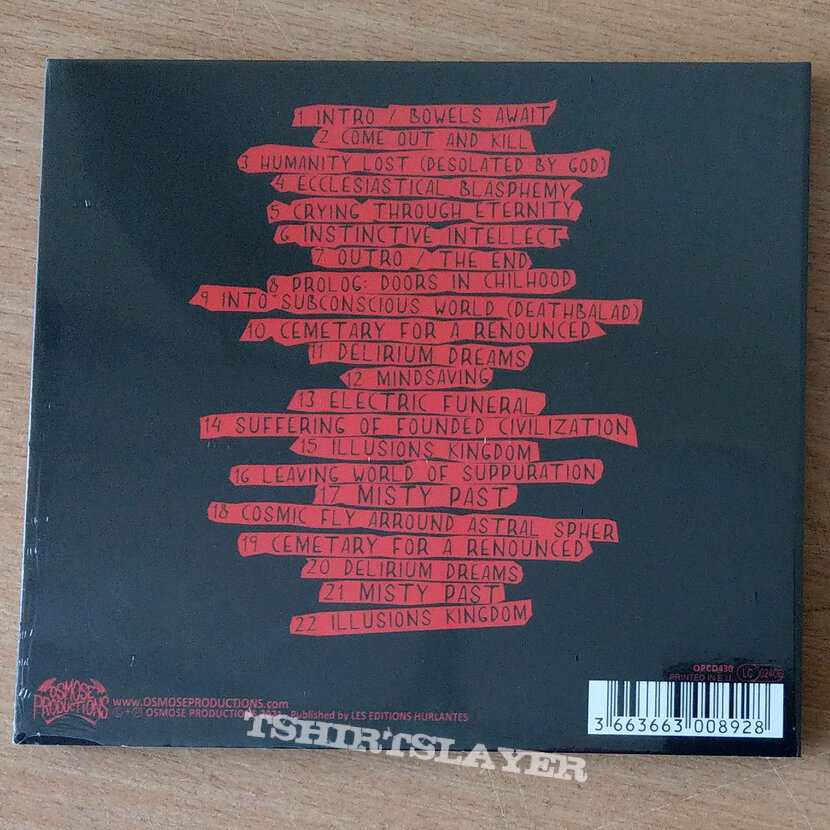 1 INTRO / BOWELS AWAIT
2 COME OUT AND KILL
3 HUMANITY LOST (DESOLATED BY GOD)
4 ECCLESIASTICAL BLASPHEMY
5 CRYING THROUGH ETERNITY
6 INSTINCTIVE INTELLECT
7 OUTRO / THE END
8 PROLOG: DOORS IN CHILHOOD
9 INTO SUBCONSCIOUS WORLD (DEATHBALAD)
10 CEMETARY FOR A RENOUNCED
11 DELIRIUM DREAMS
12 MINDSAVING
13 ELECTRIC FUNERAL
14 SUFFERING OF FOUNDED CIVILIZATION
15 ILLUSIONS KINGDOM
16 LEAVING WORLD OF SUPPURATION
17 MISTY PAST
18 COSMIC FLY ARROUND ASTRAL SPHER
19 CEMETARY FOR A RENOUNCED
20 DELIRIUM DREAMS
21 MISTY PAST
22 ILLUSIONS KINGDOM
OPCD430
PRINTED IN E.U.
LC 02406
OSMOSE
PRODUCTIONS
www.OSMOSEPRODUCTIONS.com
© + ℗ OSMOSE PRODUCTIONS 2021 Published by LES EDITIONS HURLANTES
3 663663 008928
TSHIRTSLAYER